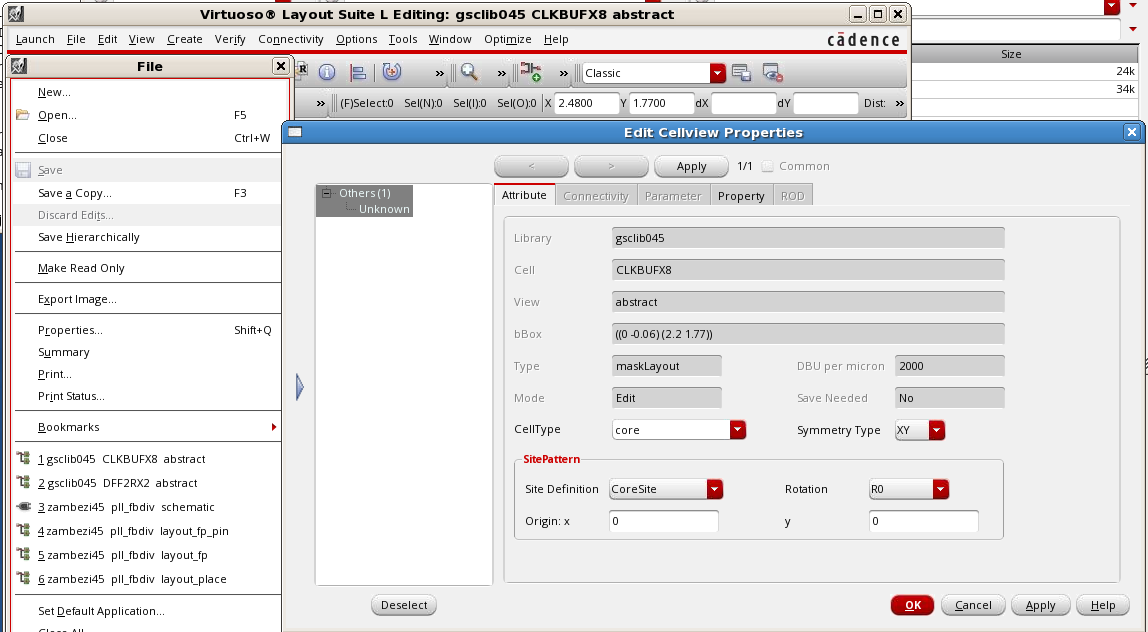 Virtuoso® Layout Suite L Editing: gsclib045 CLKBUFX8 abstract
Launch File Edit View Create Verify Connectivity Options Tools Window Optimize Help
cādence
Size
24k
34k
File
R
»
»
»
Classic
» (F)Select:0 Sel(N):0 Sel(I):0 Sel(O):0 X 2.4800 Y 1.7700 dX dY Dist: »
New...
Open... F5
Close Ctrl+W
Save
Save a Copy... F3
Discard Edits...
Save Hierarchically
Make Read Only
Export Image...
Properties... Shift+Q
Summary
Print...
Print Status...
Bookmarks
1 gsclib045 CLKBUFX8 abstract
2 gsclib045 DFF2RX2 abstract
3 zambezi45 pll_fbdiv schematic
4 zambezi45 pll_fbdiv layout_fp_pin
5 zambezi45 pll_fbdiv layout_fp
6 zambezi45 pll_fbdiv layout_place
Set Default Application...
Close All
Edit Cellview Properties
< > Apply 1/1 Common
Others (1)
Unknown
Attribute Connectivity Parameter Property ROD
Library gsclib045
Cell CLKBUFX8
View abstract
bBox ((0 -0.06) (2.2 1.77))
Type maskLayout DBU per micron 2000
Mode Edit Save Needed No
CellType core Symmetry Type XY
SitePattern
Site Definition CoreSite Rotation R0
Origin: x 0 y 0
Deselect OK Cancel Apply Help